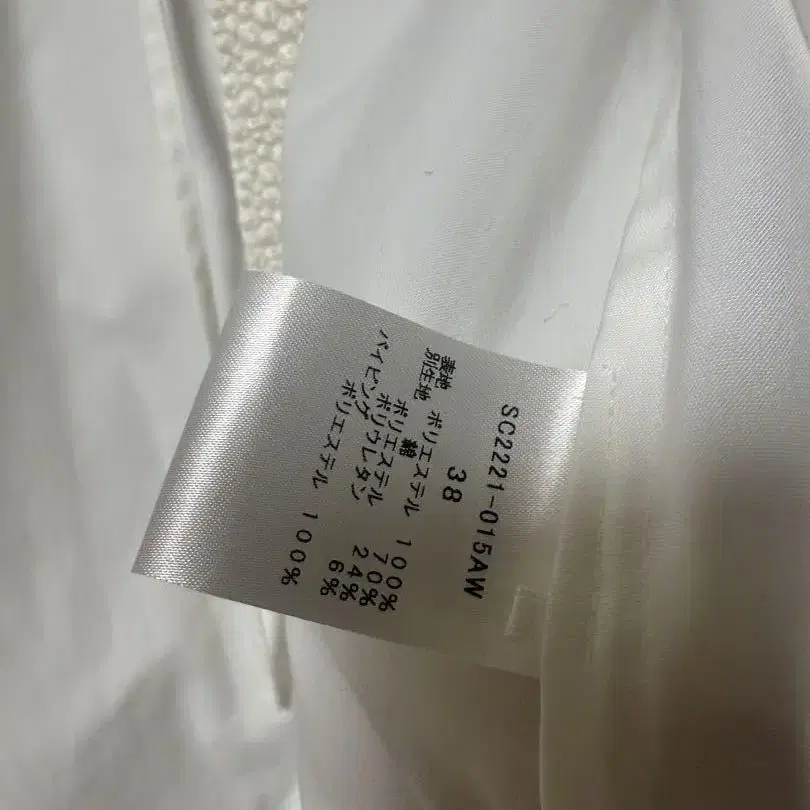 SC2221-015AW
38
表地 ポリエステル 100%
別生地 綿 70%
ポリエステル 24%
ポリウレタン 6%
パイピング ポリエステル 100%